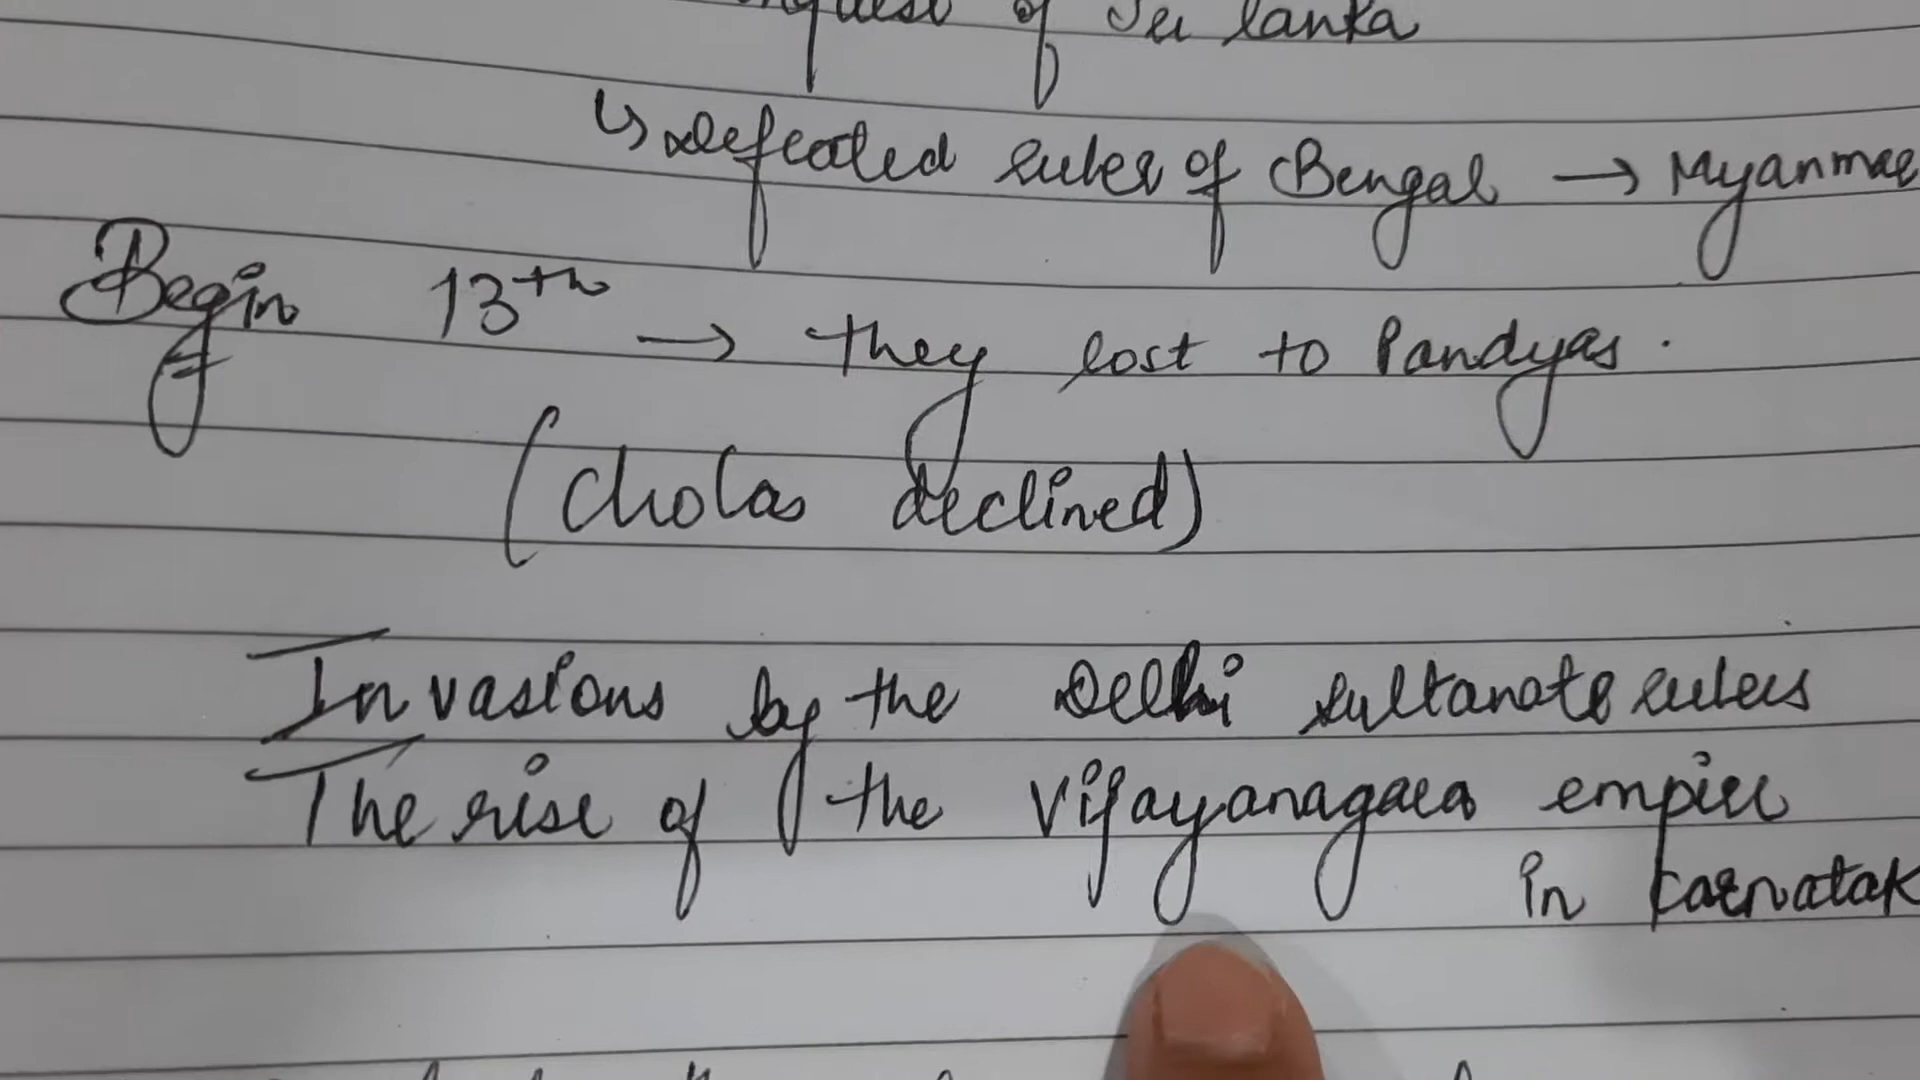 of Sri lanka
↳ defeated ruler of Bengal → Myanmar
Begin 13th → they lost to Pandyas.
(Cholas declined)
Invasions by the Delhi sultanate rulers
The rise of the Vijayanagara empire
in Karnatak